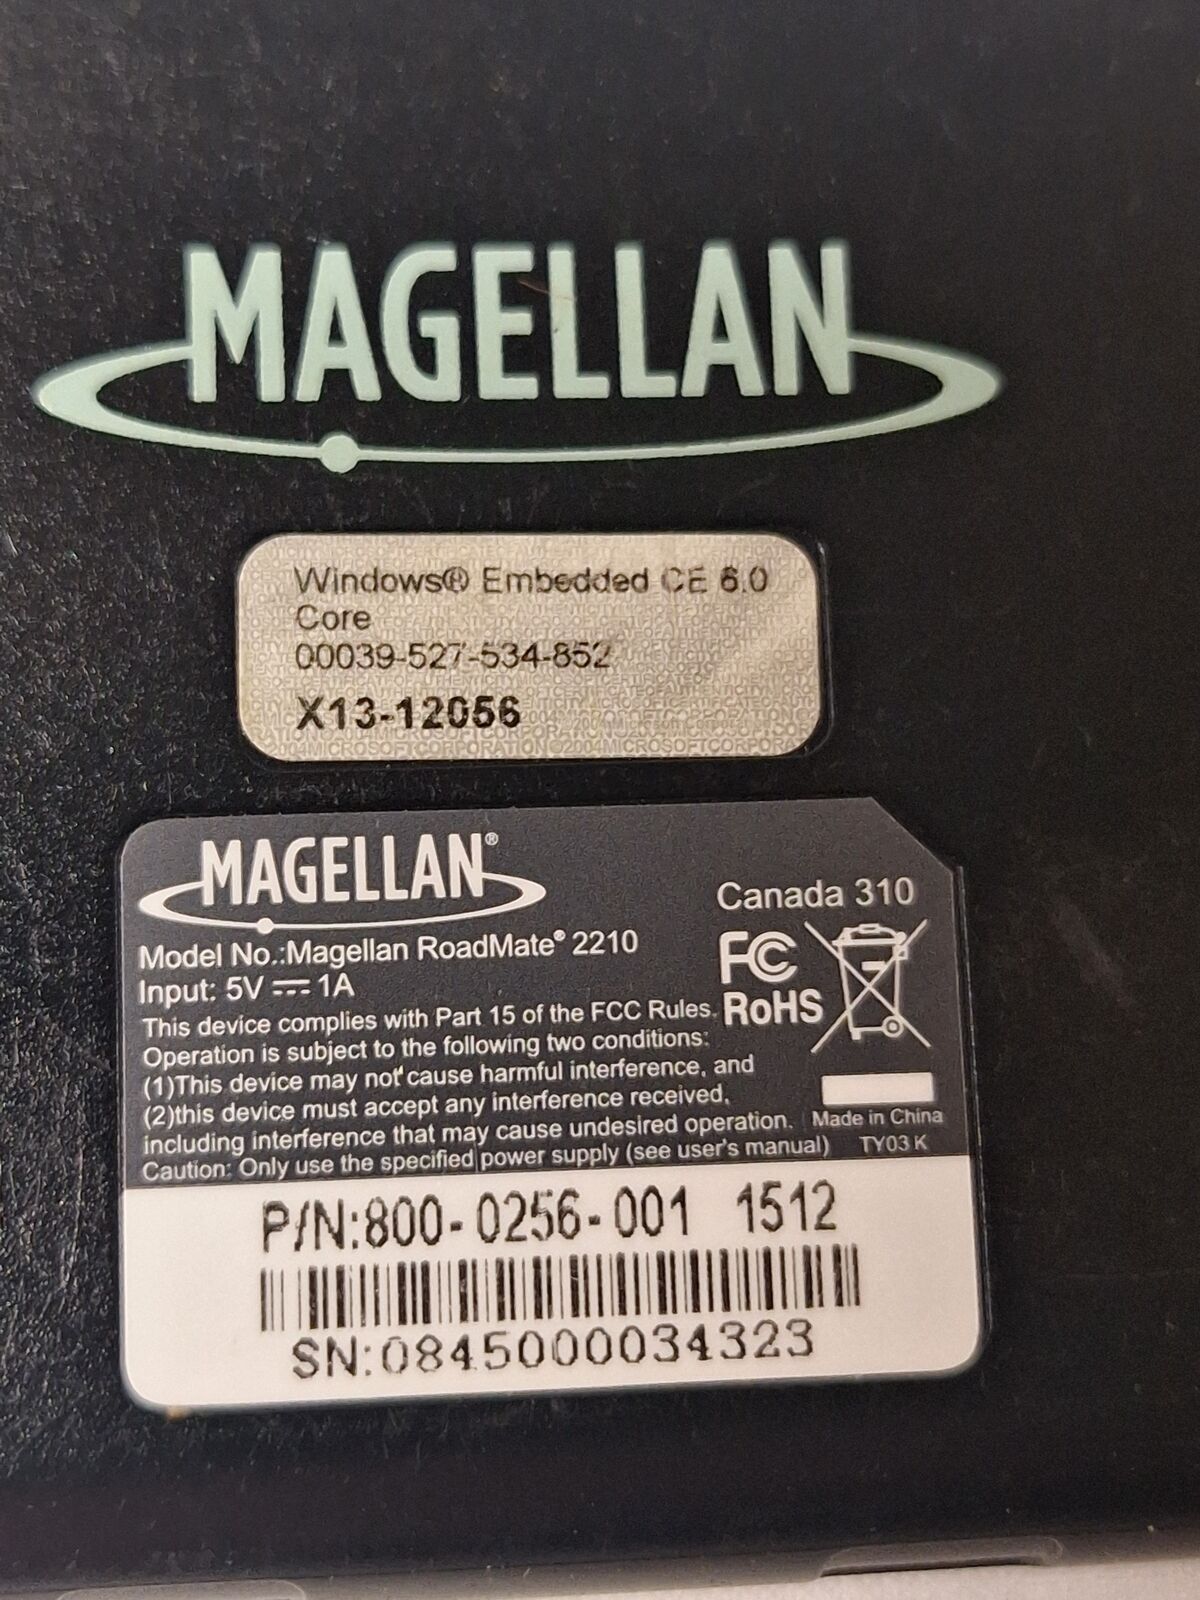 MAGELLAN
Windows® Embedded CE 6.0
Core
00039-527-534-852
X13-12056
MAGELLAN®
Canada 310
Model No.:Magellan RoadMate® 2210
Input: 5V ⎓ 1A
FC
RoHS
This device complies with Part 15 of the FCC Rules.
Operation is subject to the following two conditions:
(1)This device may not cause harmful interference, and
(2)this device must accept any interference received,
including interference that may cause undesired operation.
Made in China
Caution: Only use the specified power supply (see user's manual)
TY03 K
P/N:800-0256-001 1512
SN:0845000034323